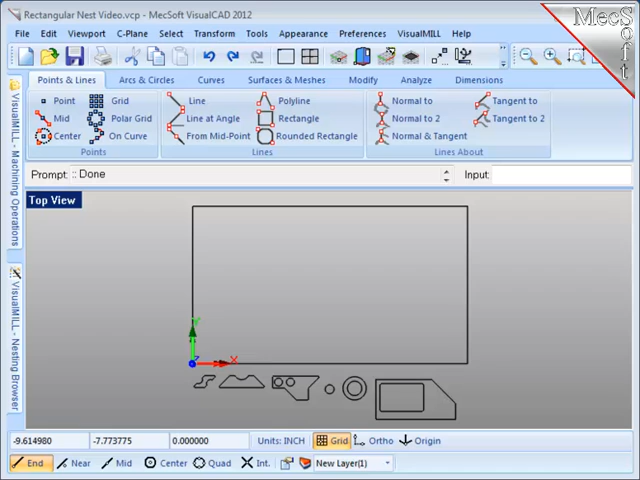 Rectangular Nest Video.vcp - MecSoft VisualCAD 2012
MecSoft
File Edit Viewport C-Plane Select Transform Tools Appearance Preferences VisualMILL Help
Points & Lines Arcs & Circles Curves Surfaces & Meshes Modify Analyze Dimensions
Point Grid Line Polyline Normal to Tangent to
Mid Polar Grid Line at Angle Rectangle Normal to 2 Tangent to 2
Center On Curve From Mid-Point Rounded Rectangle Normal & Tangent
Points Lines Lines About
Prompt: :: Done Input:
VisualMILL - Machining Operations
VisualMILL - Nesting Browser
Top View
Y
Z
X
-9.614980 -7.773775 0.000000 Units: INCH Grid Ortho Origin
End Near Mid Center Quad Int. New Layer(1)